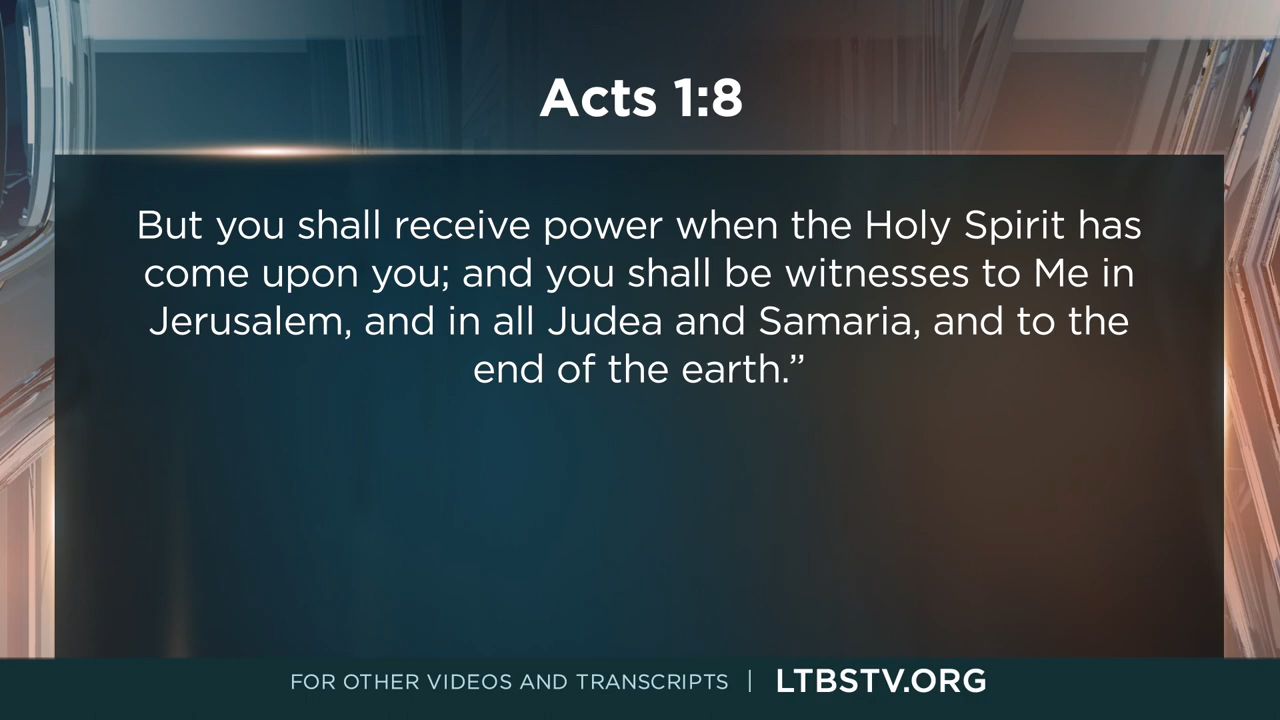 Acts 1:8
But you shall receive power when the Holy Spirit has
come upon you; and you shall be witnesses to Me in
Jerusalem, and in all Judea and Samaria, and to the
end of the earth.”
FOR OTHER VIDEOS AND TRANSCRIPTS | LTBSTV.ORG